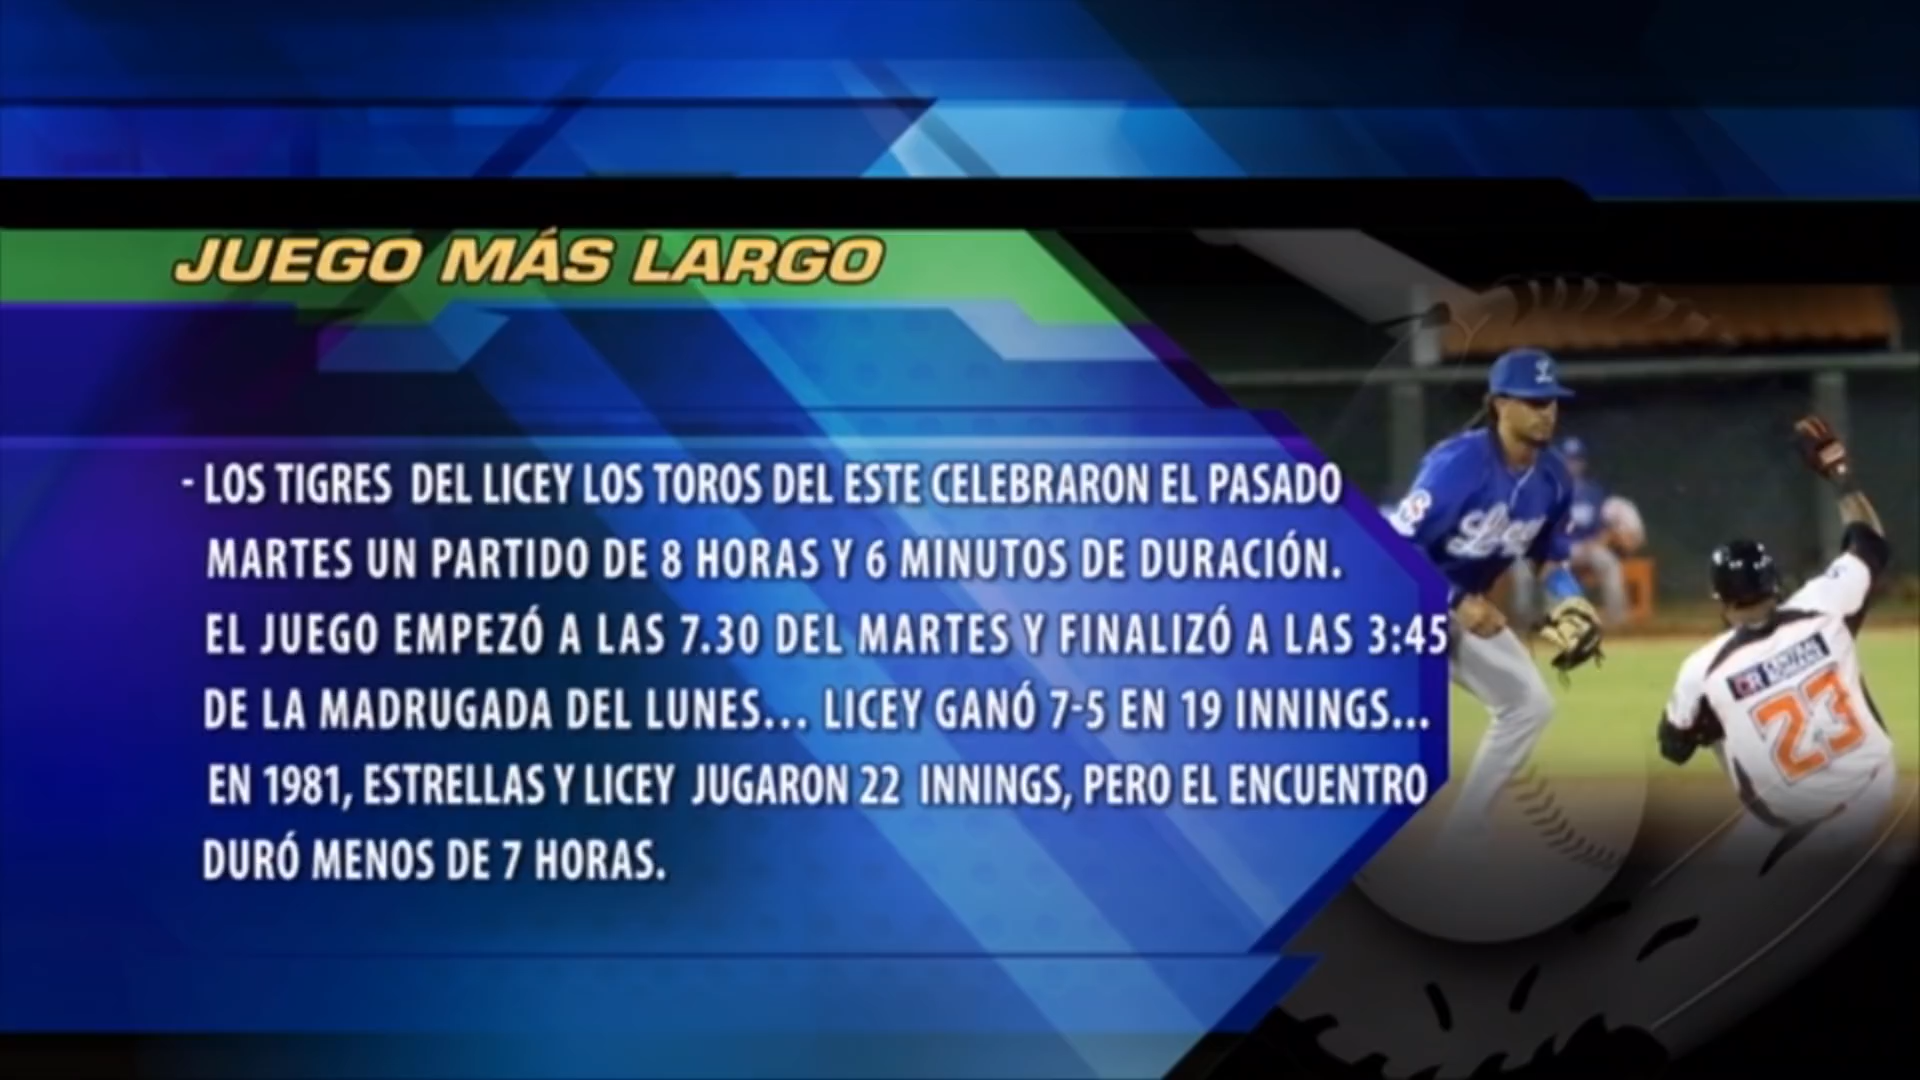 JUEGO MÁS LARGO
- LOS TIGRES DEL LICEY LOS TOROS DEL ESTE CELEBRARON EL PASADO
MARTES UN PARTIDO DE 8 HORAS Y 6 MINUTOS DE DURACIÓN.
EL JUEGO EMPEZÓ A LAS 7.30 DEL MARTES Y FINALIZÓ A LAS 3:45
DE LA MADRUGADA DEL LUNES... LICEY GANÓ 7-5 EN 19 INNINGS...
EN 1981, ESTRELLAS Y LICEY JUGARON 22 INNINGS, PERO EL ENCUENTRO
DURÓ MENOS DE 7 HORAS.
L
Licey
23